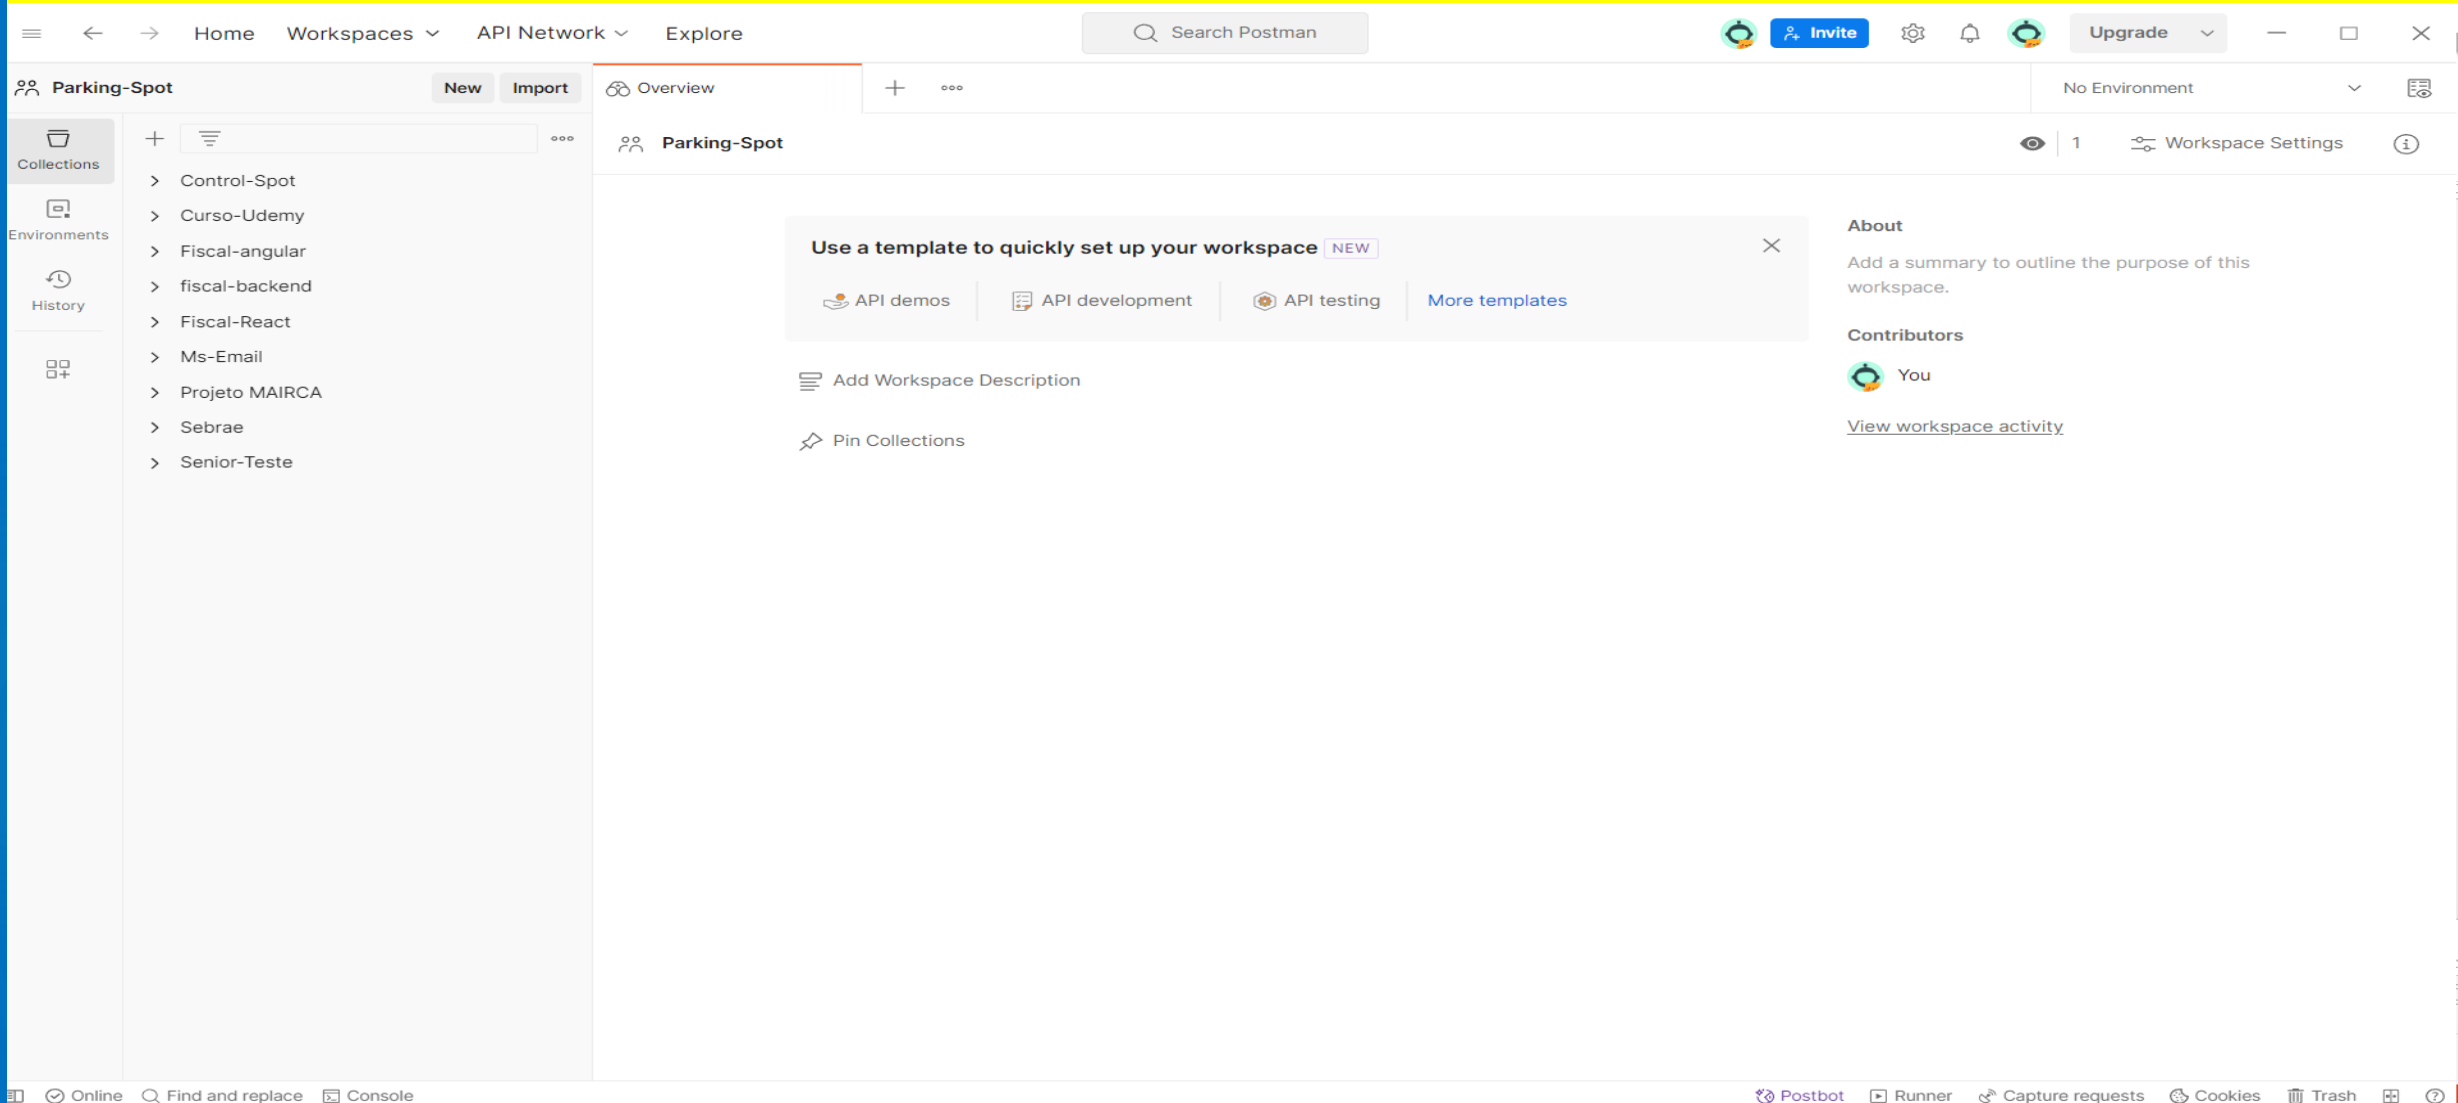 Home Workspaces API Network Explore Search Postman Invite Upgrade
Parking-Spot New Import Overview No Environment
Parking-Spot 1 Workspace Settings
Collections
Environments
History
Control-Spot
Curso-Udemy
Fiscal-angular
fiscal-backend
Fiscal-React
Ms-Email
Projeto MAIRCA
Sebrae
Senior-Teste
Use a template to quickly set up your workspace NEW
API demos API development API testing More templates
Add Workspace Description
Pin Collections
About
Add a summary to outline the purpose of this
workspace.
Contributors
You
View workspace activity
Online Find and replace Console Postbot Runner Capture requests Cookies Trash